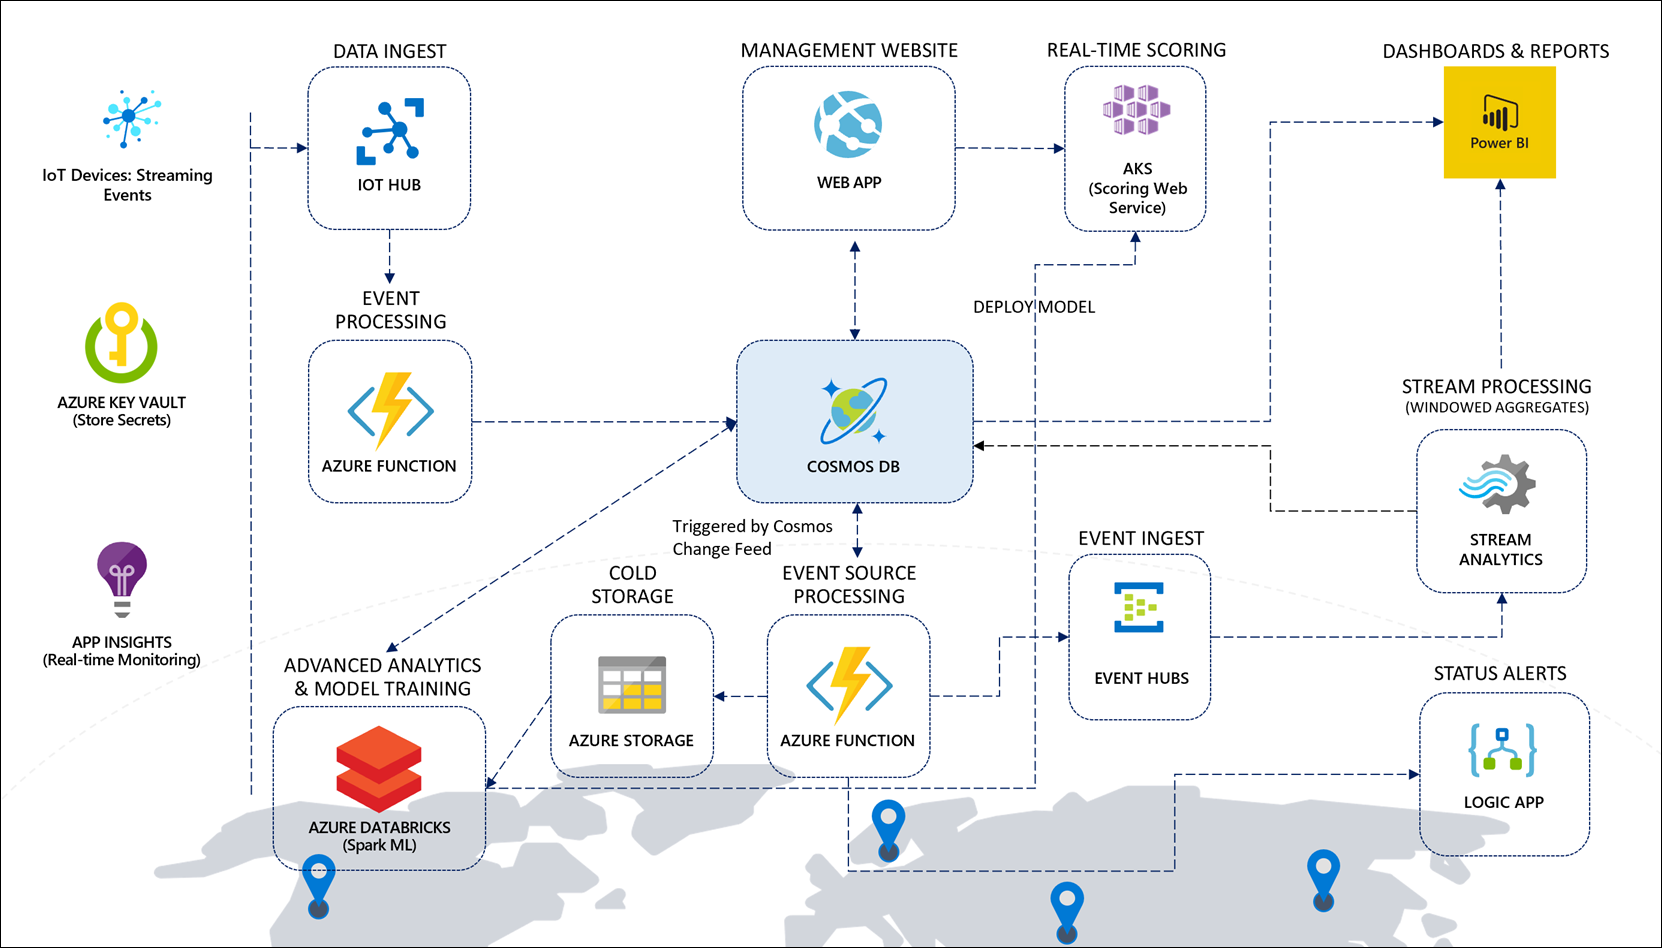 DATA INGEST
MANAGEMENT WEBSITE
REAL-TIME SCORING
DASHBOARDS & REPORTS
IoT Devices: Streaming
Events
IOT HUB
WEB APP
AKS
(Scoring Web
Service)
Power BI
EVENT
PROCESSING
DEPLOY MODEL
AZURE KEY VAULT
(Store Secrets)
AZURE FUNCTION
COSMOS DB
STREAM PROCESSING
(WINDOWED AGGREGATES)
STREAM
ANALYTICS
Triggered by Cosmos
Change Feed
EVENT INGEST
COLD
STORAGE
EVENT SOURCE
PROCESSING
APP INSIGHTS
(Real-time Monitoring)
ADVANCED ANALYTICS
& MODEL TRAINING
EVENT HUBS
STATUS ALERTS
AZURE STORAGE
AZURE FUNCTION
LOGIC APP
AZURE DATABRICKS
(Spark ML)